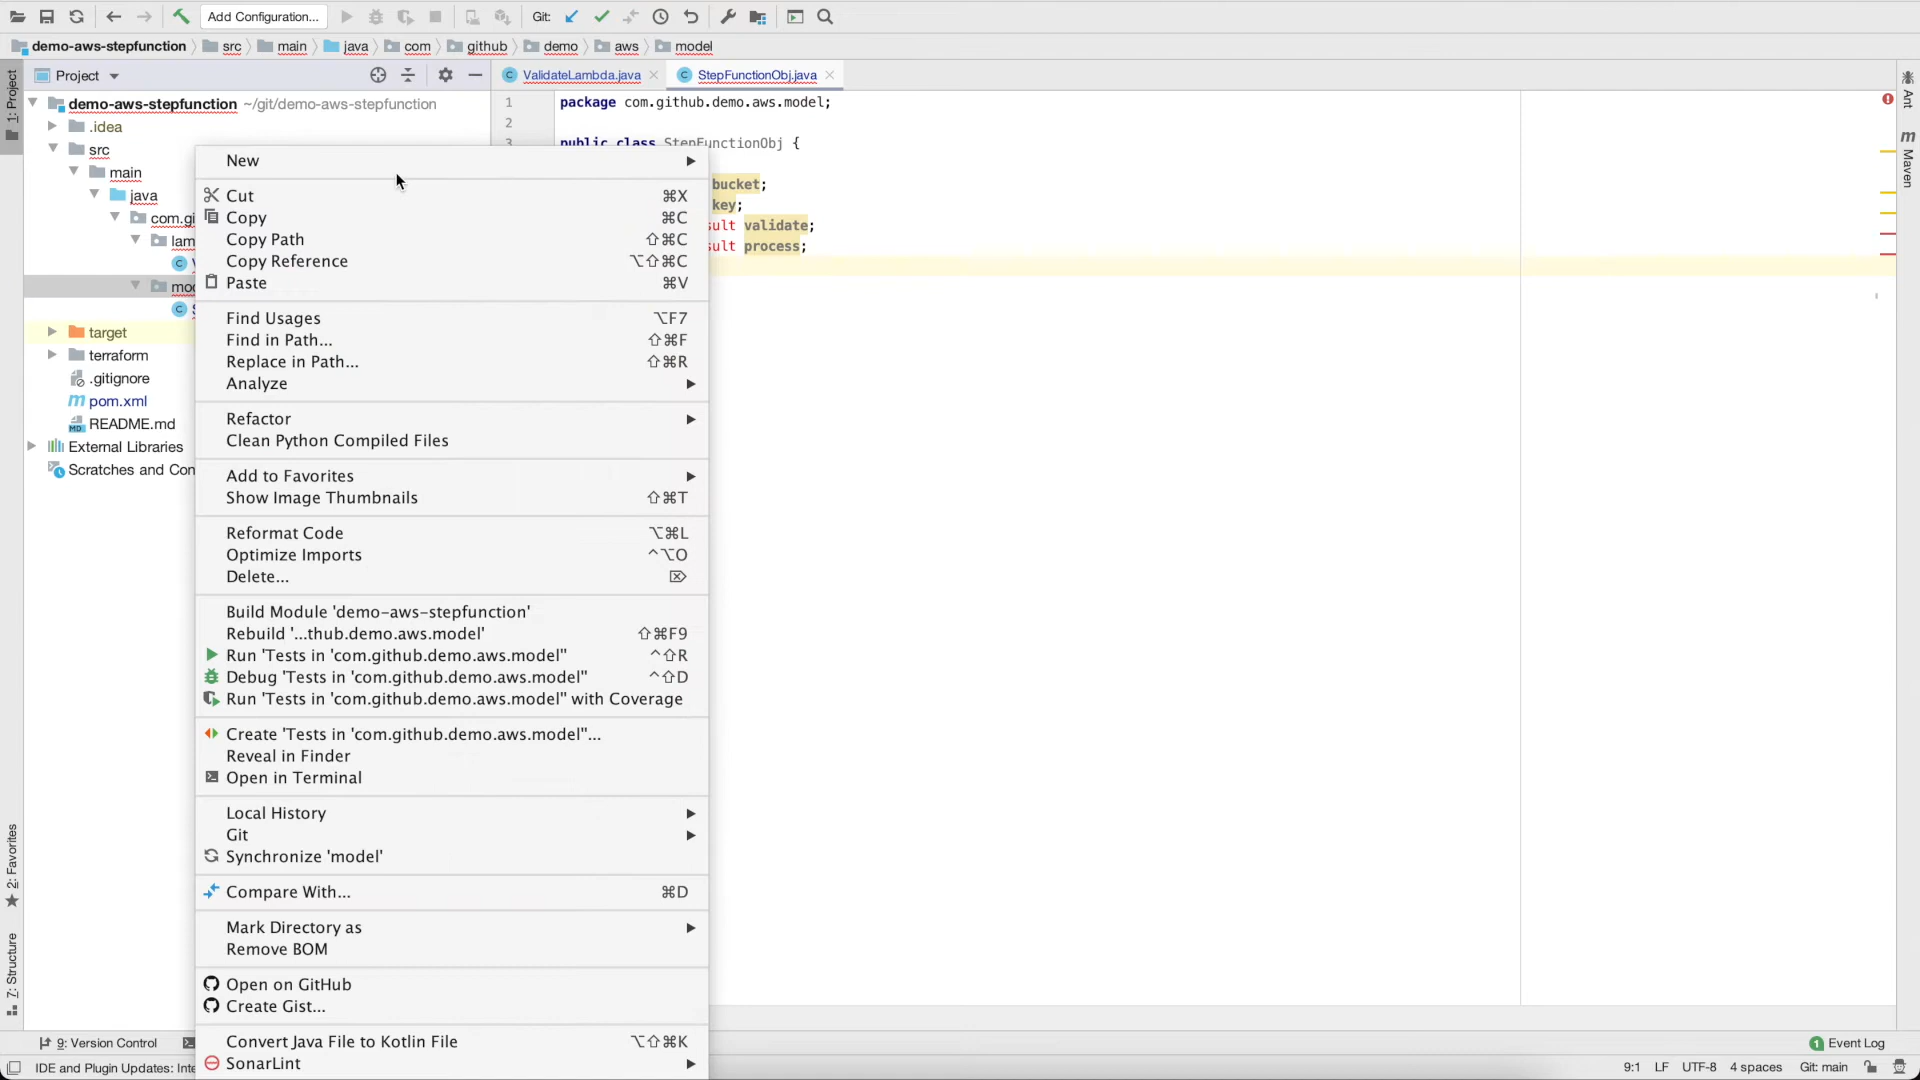 Add Configuration...
Git:
demo-aws-stepfunction
src
main
java
com
github
demo
aws
model
1: Project
Project
ValidateLambda.java
StepFunctionObj.java
demo-aws-stepfunction ~/git/demo-aws-stepfunction
.idea
src
main
java
com.gi
lam
mod
target
terraform
.gitignore
pom.xml
README.md
MD
External Libraries
Scratches and Con
1 package com.github.demo.aws.model;
2
3 public class StepFunctionObj {
bucket;
key;
sult validate;
sult process;
New
Cut ⌘X
Copy ⌘C
Copy Path ⇧⌘C
Copy Reference ⌥⇧⌘C
Paste ⌘V
Find Usages ⌥F7
Find in Path... ⇧⌘F
Replace in Path... ⇧⌘R
Analyze
Refactor
Clean Python Compiled Files
Add to Favorites
Show Image Thumbnails ⇧⌘T
Reformat Code ⌥⌘L
Optimize Imports ^⌥O
Delete... ⌦
Build Module 'demo-aws-stepfunction'
Rebuild '...thub.demo.aws.model' ⇧⌘F9
Run 'Tests in 'com.github.demo.aws.model'' ^⇧R
Debug 'Tests in 'com.github.demo.aws.model'' ^⇧D
Run 'Tests in 'com.github.demo.aws.model'' with Coverage
Create 'Tests in 'com.github.demo.aws.model''...
Reveal in Finder
Open in Terminal
Local History
Git
Synchronize 'model'
Compare With... ⌘D
Mark Directory as
Remove BOM
Open on GitHub
Create Gist...
Convert Java File to Kotlin File ⌥⇧⌘K
SonarLint
Ant
Maven
2: Favorites
7: Structure
9: Version Control
1 Event Log
IDE and Plugin Updates: Inte
9:1 LF UTF-8 4 spaces Git: main